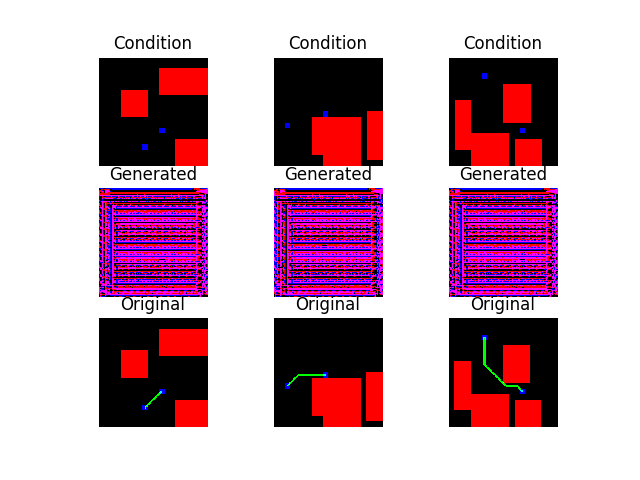 Condition Condition Condition
Generated Generated Generated
Original Original Original